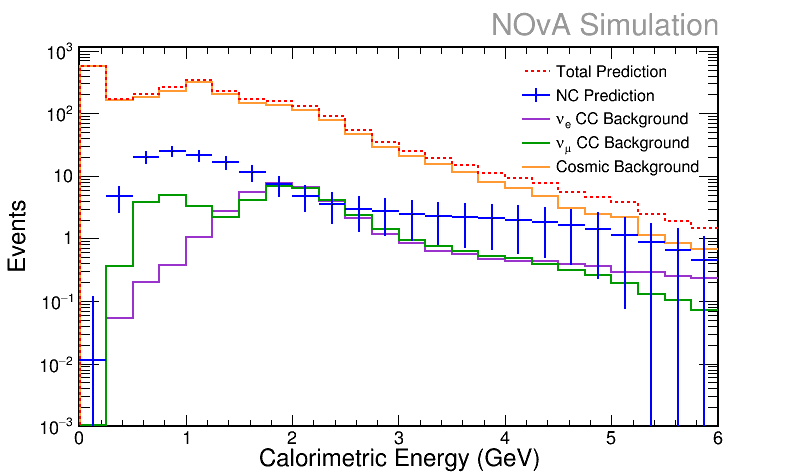 NOvA Simulation
10³
10²
10
1
10⁻¹
10⁻²
10⁻³
Events
Total Prediction
NC Prediction
νₑ CC Background
ν_μ CC Background
Cosmic Background
0 1 2 3 4 5 6
Calorimetric Energy (GeV)